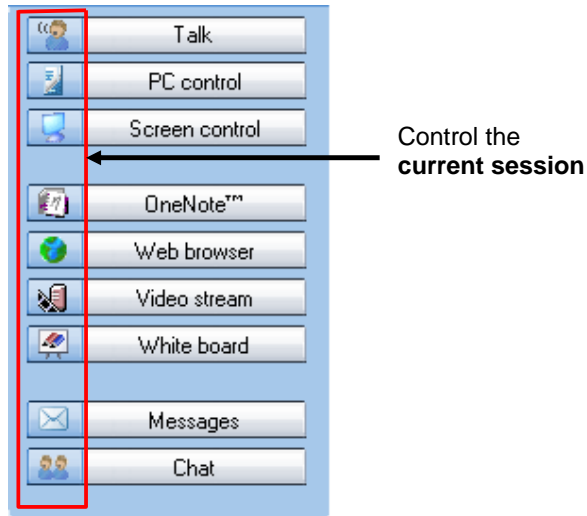 Talk
PC control
Screen control
Control the
current session
OneNote™
Web browser
Video stream
White board
Messages
Chat